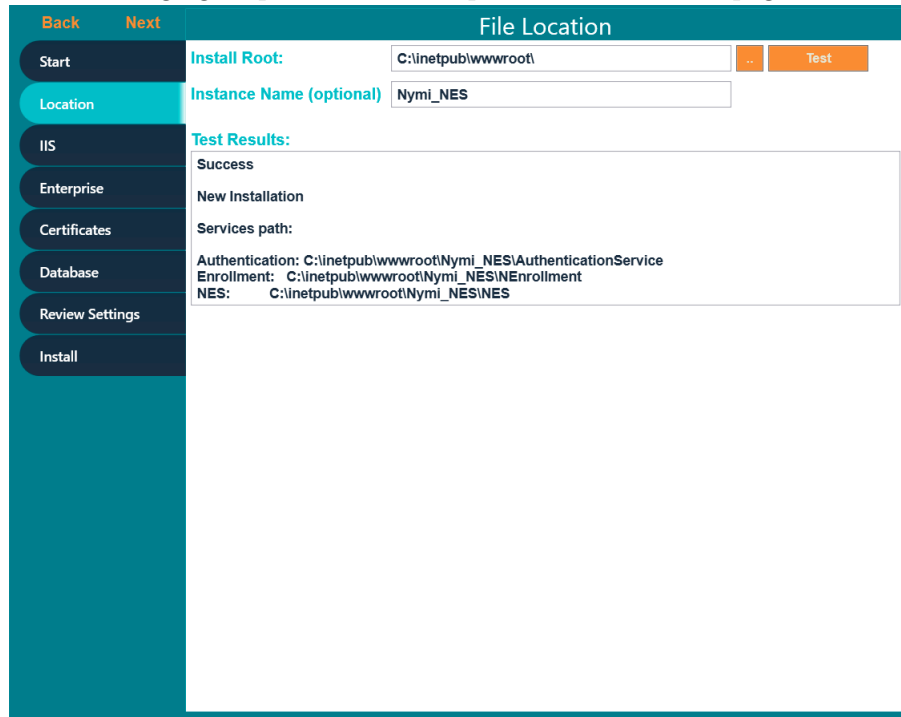 Back Next
File Location
Start
Location
IIS
Enterprise
Certificates
Database
Review Settings
Install
Install Root: C:\inetpub\wwwroot\ .. Test
Instance Name (optional) Nymi_NES
Test Results:
Success
New Installation
Services path:
Authentication: C:\inetpub\wwwroot\Nymi_NES\AuthenticationService
Enrollment: C:\inetpub\wwwroot\Nymi_NES\NEnrollment
NES: C:\inetpub\wwwroot\Nymi_NES\NES